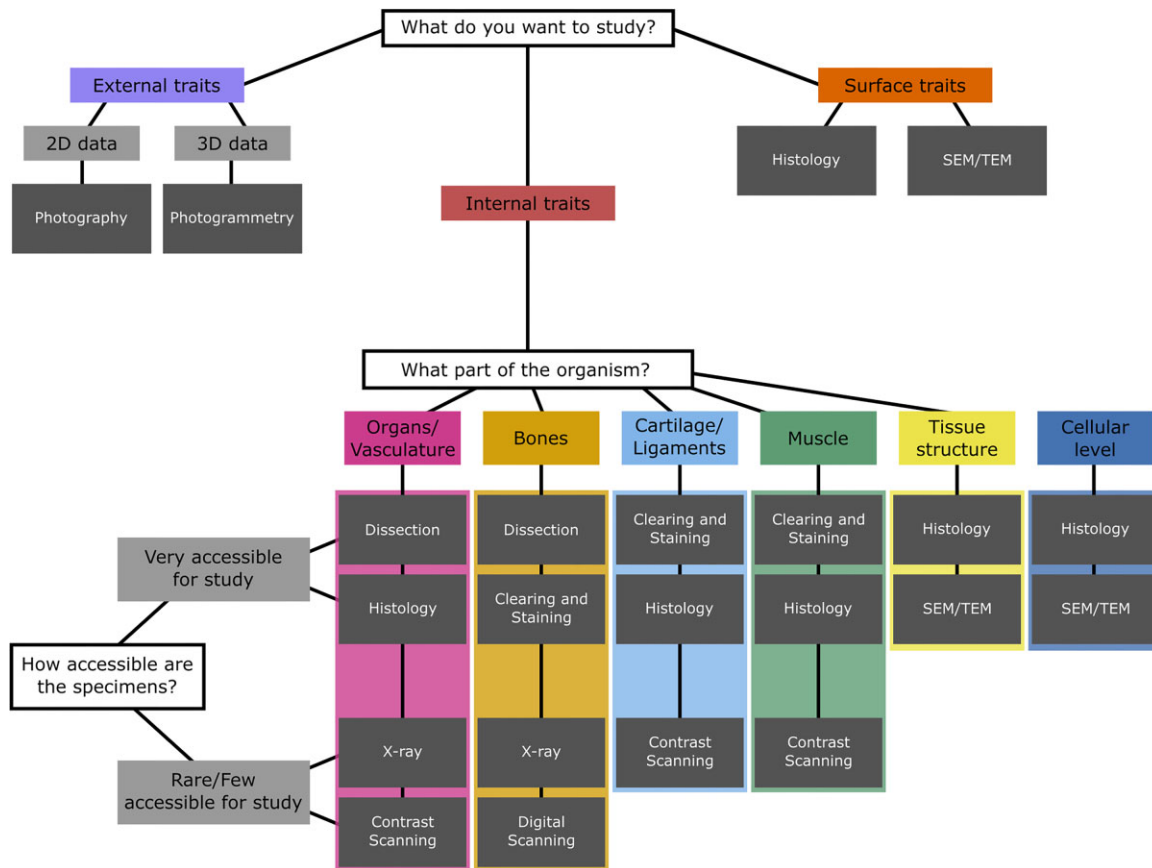 What do you want to study?
External traits
Surface traits
2D data
3D data
Histology
SEM/TEM
Photography
Photogrammetry
Internal traits
What part of the organism?
Organs/
Vasculature
Bones
Cartilage/
Ligaments
Muscle
Tissue
structure
Cellular
level
Very accessible
for study
Dissection
Dissection
Clearing and
Staining
Clearing and
Staining
Histology
Histology
Histology
Clearing and
Staining
Histology
Histology
SEM/TEM
SEM/TEM
How accessible are
the specimens?
Rare/Few
accessible for study
X-ray
X-ray
Contrast
Scanning
Contrast
Scanning
Contrast
Scanning
Digital
Scanning